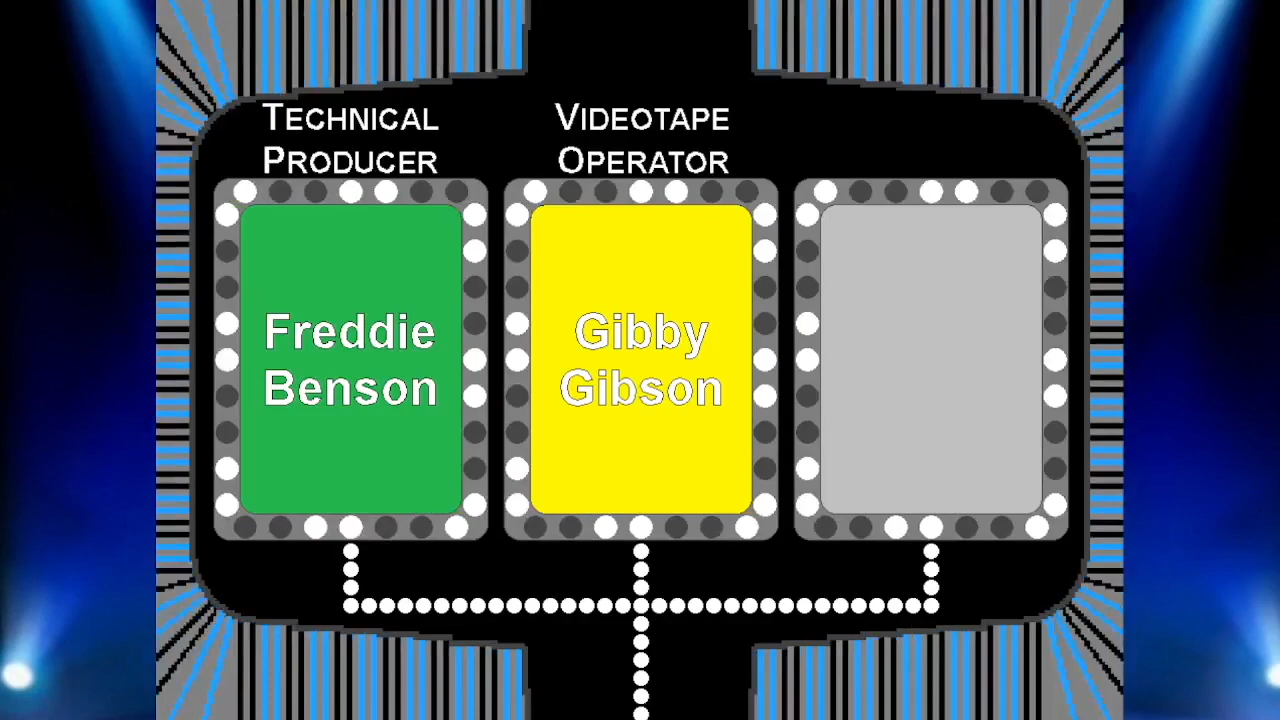 TECHNICAL
PRODUCER
Freddie
Benson
VIDEOTAPE
OPERATOR
Gibby
Gibson